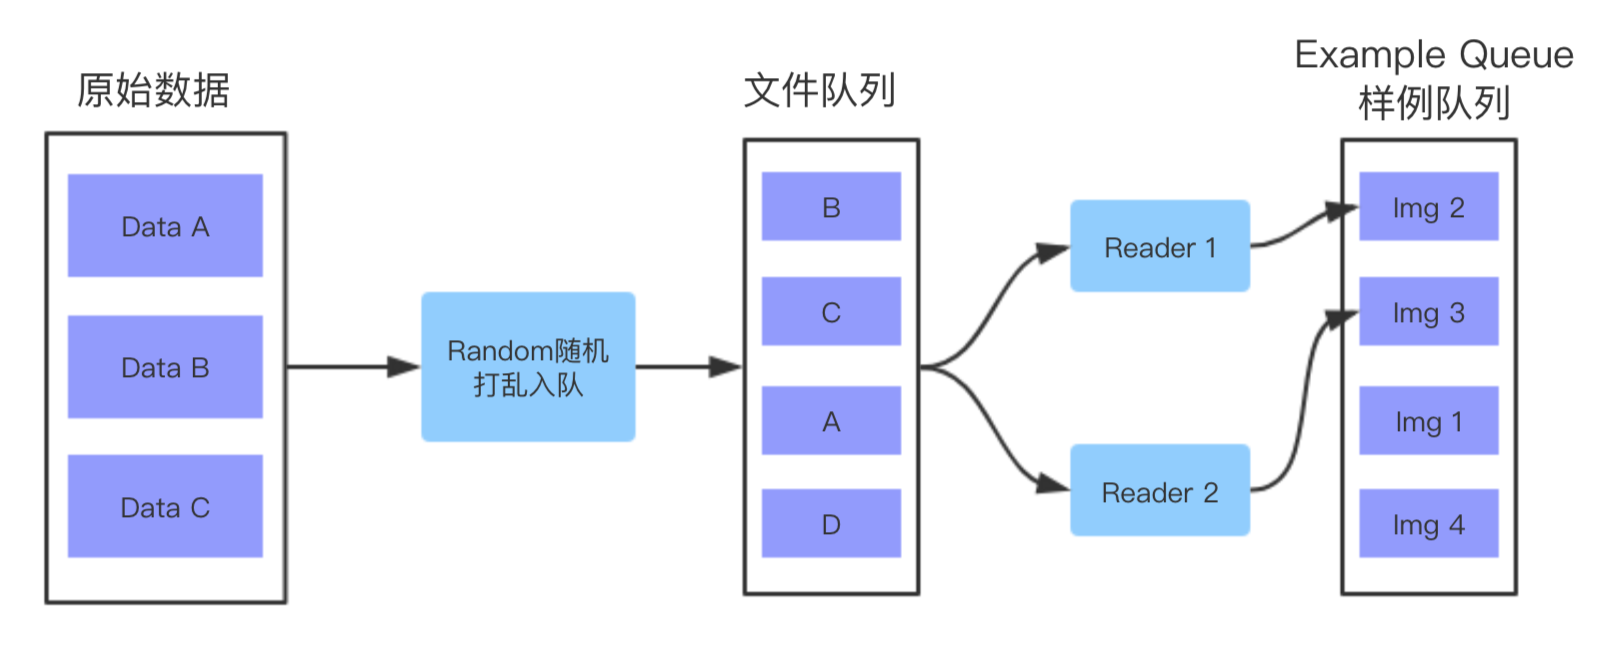 原始数据
Data A
Data B
Data C
Random随机
打乱入队
文件队列
B
C
A
D
Reader 1
Reader 2
Example Queue
样例队列
Img 2
Img 3
Img 1
Img 4